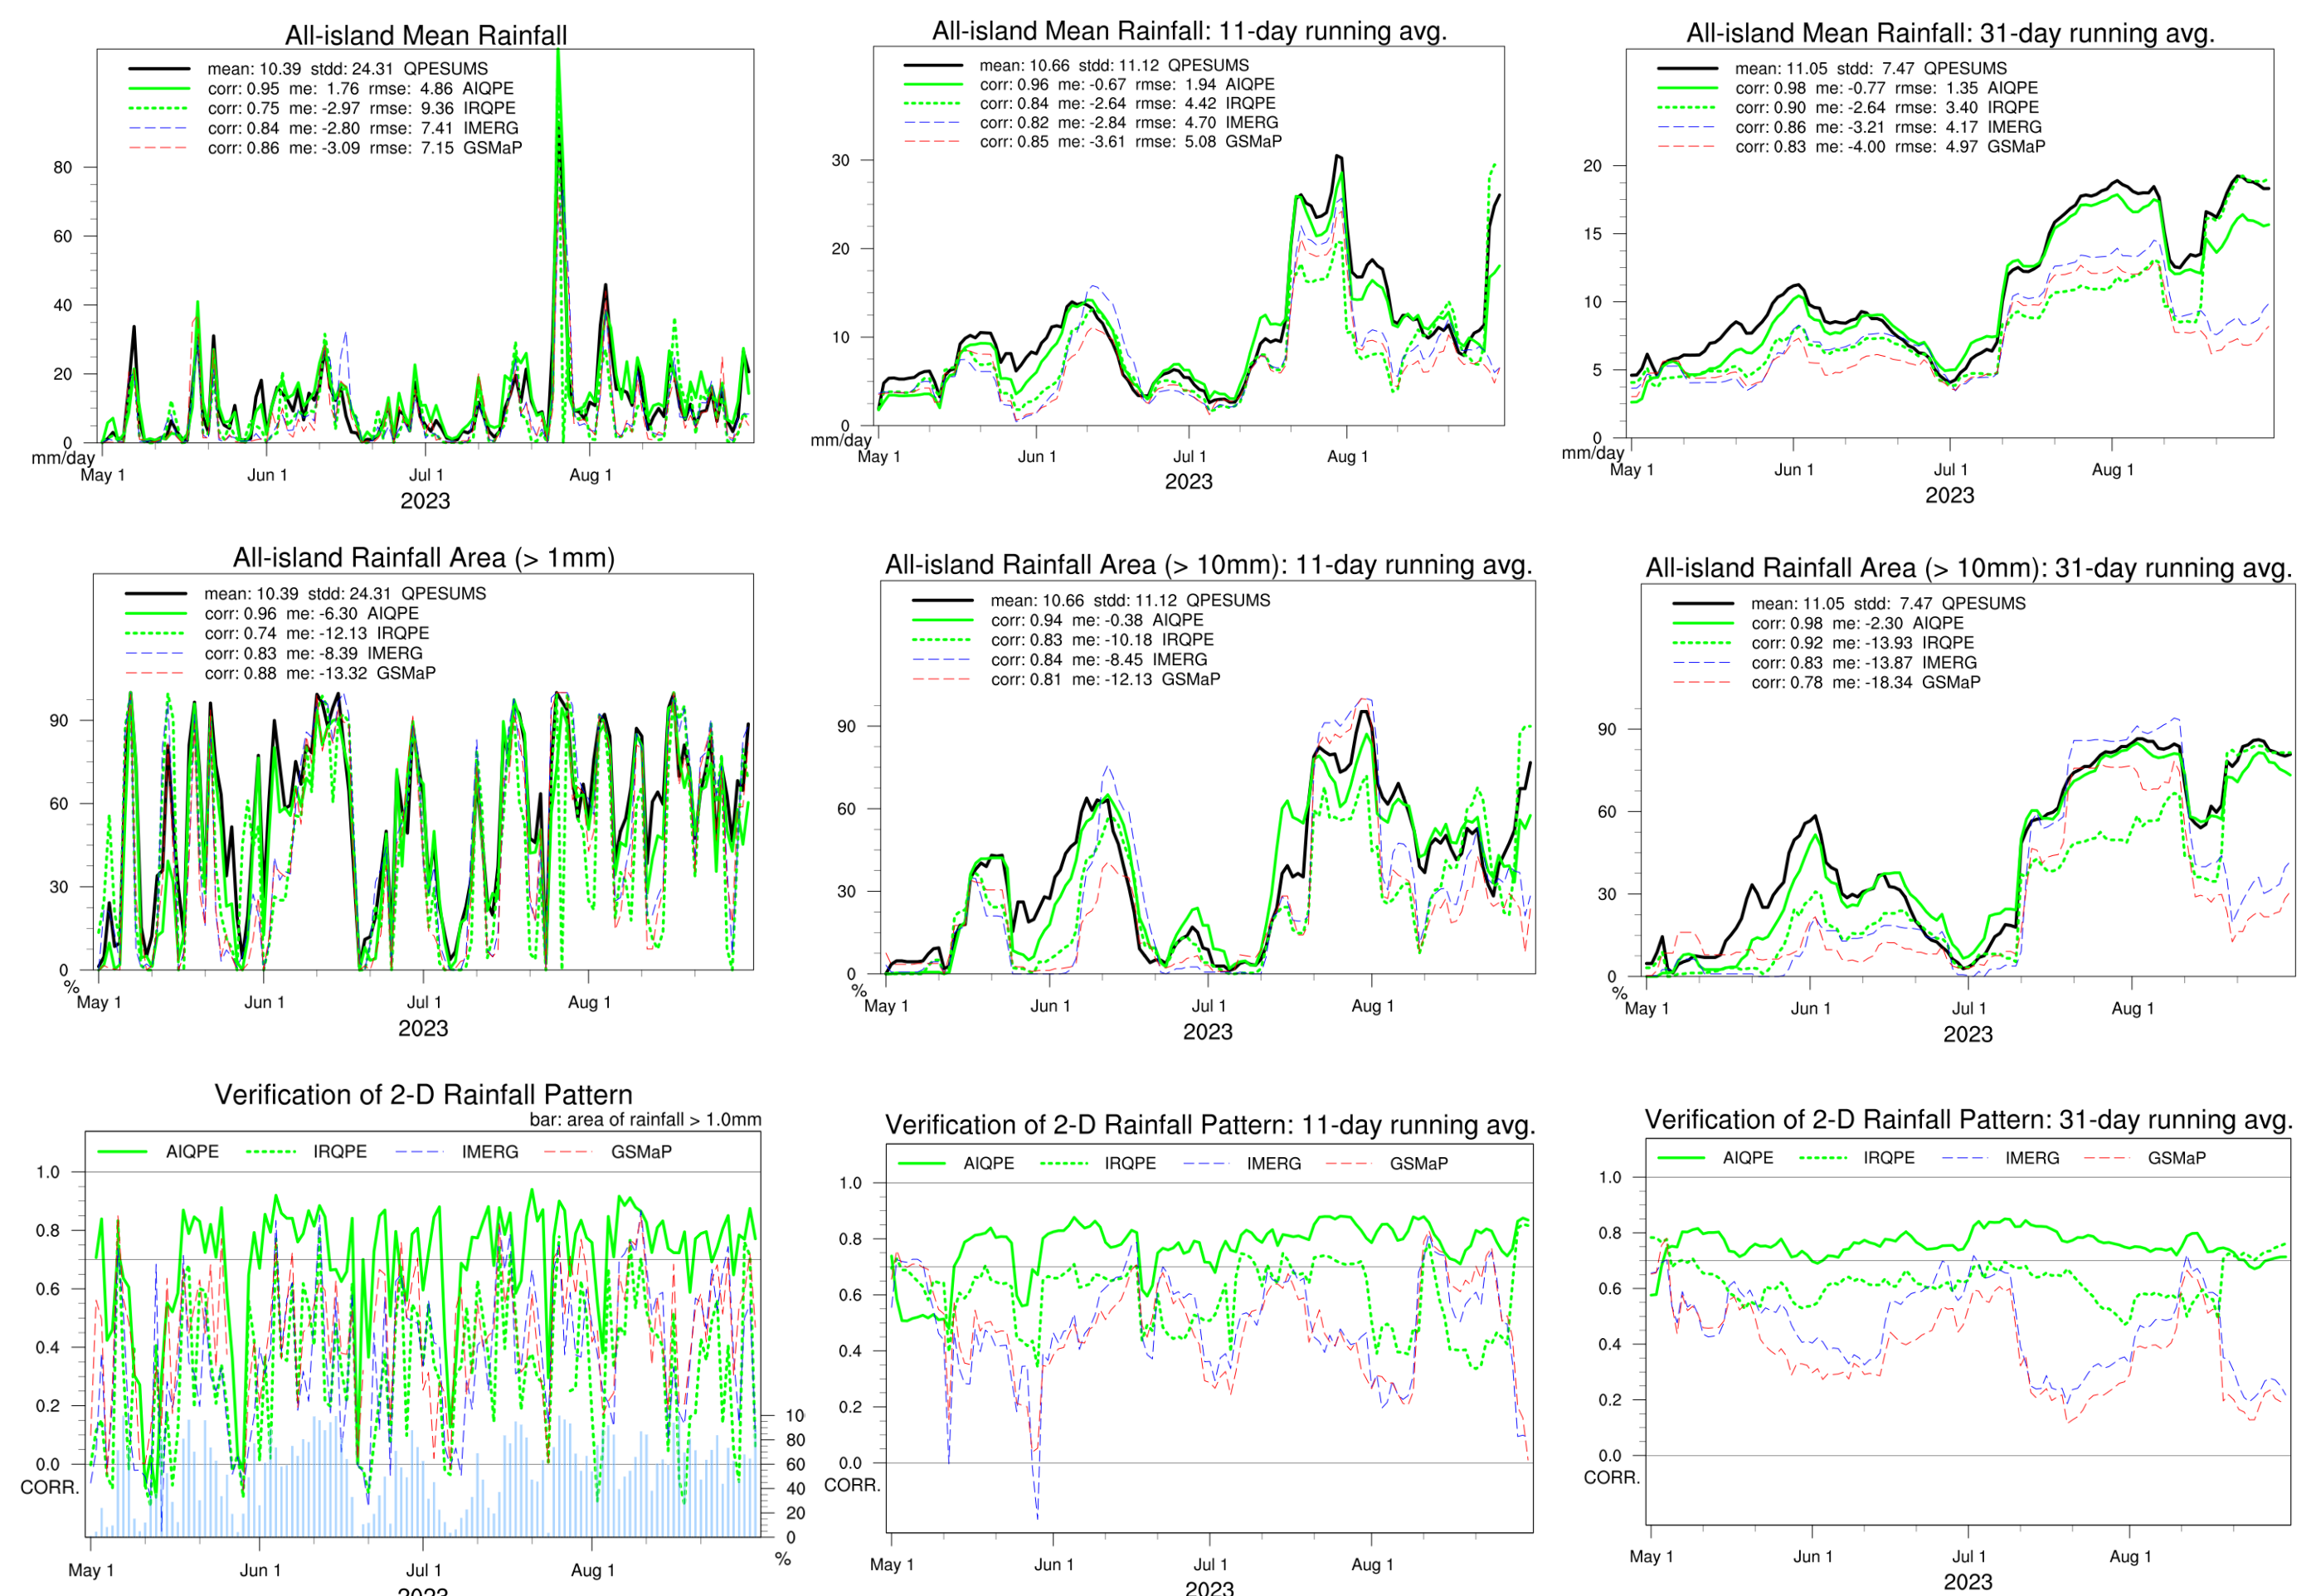 All-island Mean Rainfall
mean: 10.39 stdd: 24.31 QPESUMS
corr: 0.95 me: 1.76 rmse: 4.86 AIQPE
corr: 0.75 me: -2.97 rmse: 9.36 IRQPE
corr: 0.84 me: -2.80 rmse: 7.41 IMERG
corr: 0.86 me: -3.09 rmse: 7.15 GSMaP
80
60
40
20
0
mm/day
May 1 Jun 1 Jul 1 Aug 1
2023
All-island Mean Rainfall: 11-day running avg.
mean: 10.66 stdd: 11.12 QPESUMS
corr: 0.96 me: -0.67 rmse: 1.94 AIQPE
corr: 0.84 me: -2.64 rmse: 4.42 IRQPE
corr: 0.82 me: -2.84 rmse: 4.70 IMERG
corr: 0.85 me: -3.61 rmse: 5.08 GSMaP
30
20
10
0
mm/day
May 1 Jun 1 Jul 1 Aug 1
2023
All-island Mean Rainfall: 31-day running avg.
mean: 11.05 stdd: 7.47 QPESUMS
corr: 0.98 me: -0.77 rmse: 1.35 AIQPE
corr: 0.90 me: -2.64 rmse: 3.40 IRQPE
corr: 0.86 me: -3.21 rmse: 4.17 IMERG
corr: 0.83 me: -4.00 rmse: 4.97 GSMaP
20
15
10
5
0
mm/day
May 1 Jun 1 Jul 1 Aug 1
2023
All-island Rainfall Area (> 1mm)
mean: 10.39 stdd: 24.31 QPESUMS
corr: 0.96 me: -6.30 AIQPE
corr: 0.74 me: -12.13 IRQPE
corr: 0.83 me: -8.39 IMERG
corr: 0.88 me: -13.32 GSMaP
90
60
30
0
%
May 1 Jun 1 Jul 1 Aug 1
2023
All-island Rainfall Area (> 10mm): 11-day running avg.
mean: 10.66 stdd: 11.12 QPESUMS
corr: 0.94 me: -0.38 AIQPE
corr: 0.83 me: -10.18 IRQPE
corr: 0.84 me: -8.45 IMERG
corr: 0.81 me: -12.13 GSMaP
90
60
30
0
%
May 1 Jun 1 Jul 1 Aug 1
2023
All-island Rainfall Area (> 10mm): 31-day running avg.
mean: 11.05 stdd: 7.47 QPESUMS
corr: 0.98 me: -2.30 AIQPE
corr: 0.92 me: -13.93 IRQPE
corr: 0.83 me: -13.87 IMERG
corr: 0.78 me: -18.34 GSMaP
90
60
30
0
%
May 1 Jun 1 Jul 1 Aug 1
2023
Verification of 2-D Rainfall Pattern
bar: area of rainfall > 1.0mm
AIQPE IRQPE IMERG GSMaP
1.0
0.8
0.6
0.4
0.2
0.0
CORR.
10
80
60
40
20
0
%
May 1 Jun 1 Jul 1 Aug 1
2023
Verification of 2-D Rainfall Pattern: 11-day running avg.
AIQPE IRQPE IMERG GSMaP
1.0
0.8
0.6
0.4
0.2
0.0
CORR.
May 1 Jun 1 Jul 1 Aug 1
2023
Verification of 2-D Rainfall Pattern: 31-day running avg.
AIQPE IRQPE IMERG GSMaP
1.0
0.8
0.6
0.4
0.2
0.0
CORR.
May 1 Jun 1 Jul 1 Aug 1
2023